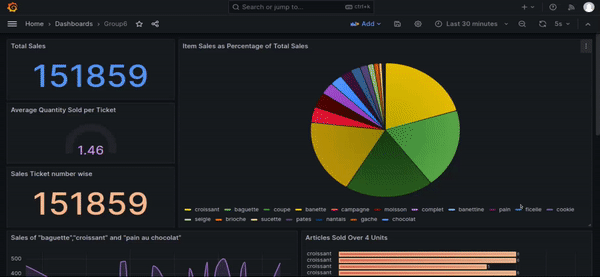 Search or jump to...
ctrl+k
Home > Dashboards > Group6
Add
Last 30 minutes
5s
Total Sales
151859
Item Sales as Percentage of Total Sales
Average Quantity Sold per Ticket
1.46
Sales Ticket number wise
151859
croissant baguette coupe banette campagne moisson complet banettine pain ficelle cookie
seigle brioche sucette pates nantais gache chocolat
Sales of "baguette","croissant" and "pain au chocolat"
500
400
Articles Sold Over 4 Units
croissant
croissant
croissant
croissant